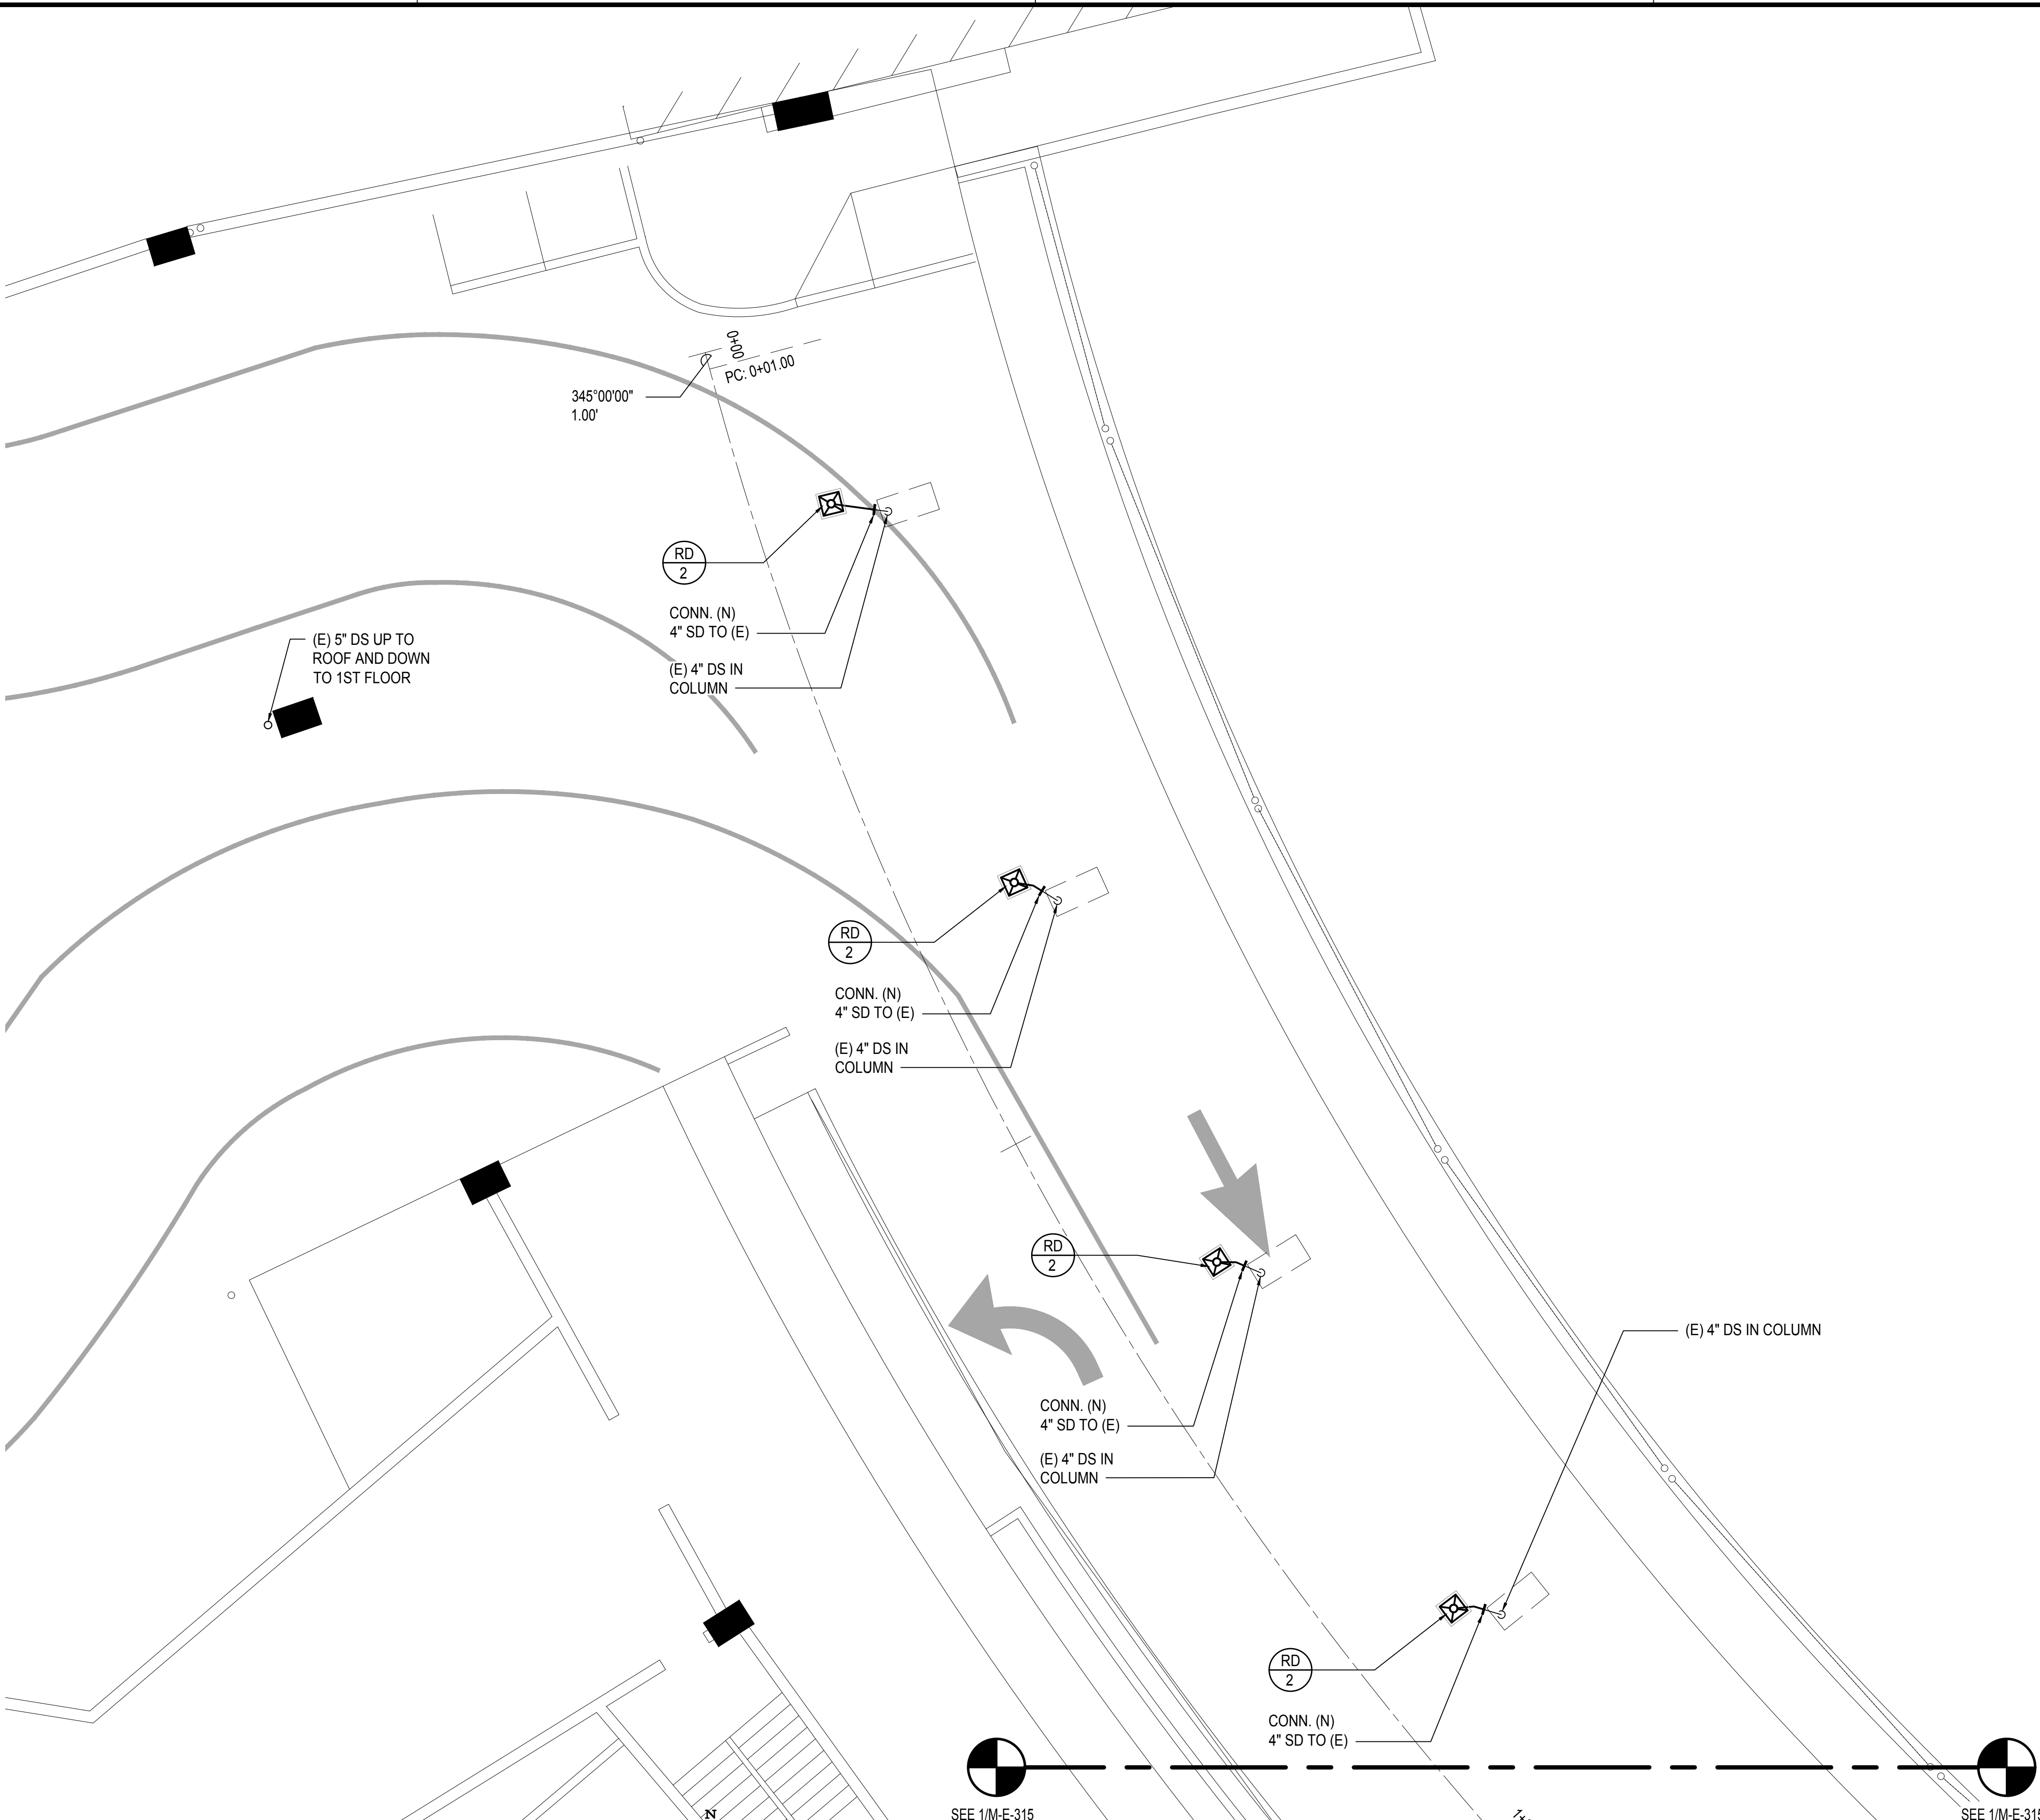 0+00
PC: 0+01.00
345°00'00"
1.00'
RD
2
CONN. (N)
4" SD TO (E)
(E) 4" DS IN
COLUMN
(E) 5" DS UP TO
ROOF AND DOWN
TO 1ST FLOOR
RD
2
CONN. (N)
4" SD TO (E)
(E) 4" DS IN
COLUMN
RD
2
CONN. (N)
4" SD TO (E)
(E) 4" DS IN
COLUMN
(E) 4" DS IN COLUMN
RD
2
CONN. (N)
4" SD TO (E)
N
SEE 1/M-E-315
SEE 1/M-E-315